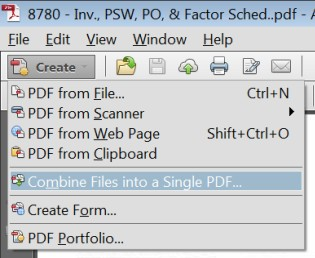 8780 - Inv., PSW, PO, & Factor Sched..pdf - A
File Edit View Window Help
Create
PDF from File... Ctrl+N
PDF from Scanner
PDF from Web Page Shift+Ctrl+O
PDF from Clipboard
Combine Files into a Single PDF...
Create Form...
PDF Portfolio...